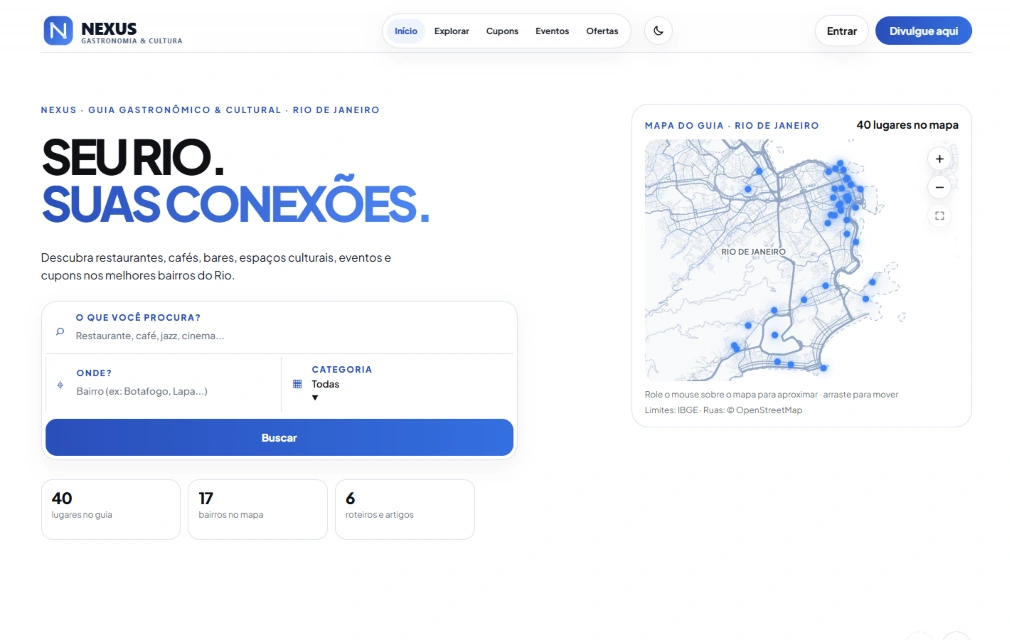 NEXUS
GASTRONOMIA & CULTURA
Início
Explorar
Cupons
Eventos
Ofertas
Entrar
Divulgue aqui
NEXUS · GUIA GASTRONÔMICO & CULTURAL · RIO DE JANEIRO
SEU RIO.
SUAS CONEXÕES.
Descubra restaurantes, cafés, bares, espaços culturais, eventos e
cupons nos melhores bairros do Rio.
O QUE VOCÊ PROCURA?
Restaurante, café, jazz, cinema...
ONDE?
Bairro (ex: Botafogo, Lapa...)
CATEGORIA
Todas
Buscar
40
lugares no guia
17
bairros no mapa
6
roteiros e artigos
MAPA DO GUIA · RIO DE JANEIRO
40 lugares no mapa
RIO DE JANEIRO
Role o mouse sobre o mapa para aproximar · arraste para mover
Limites: IBGE · Ruas: © OpenStreetMap